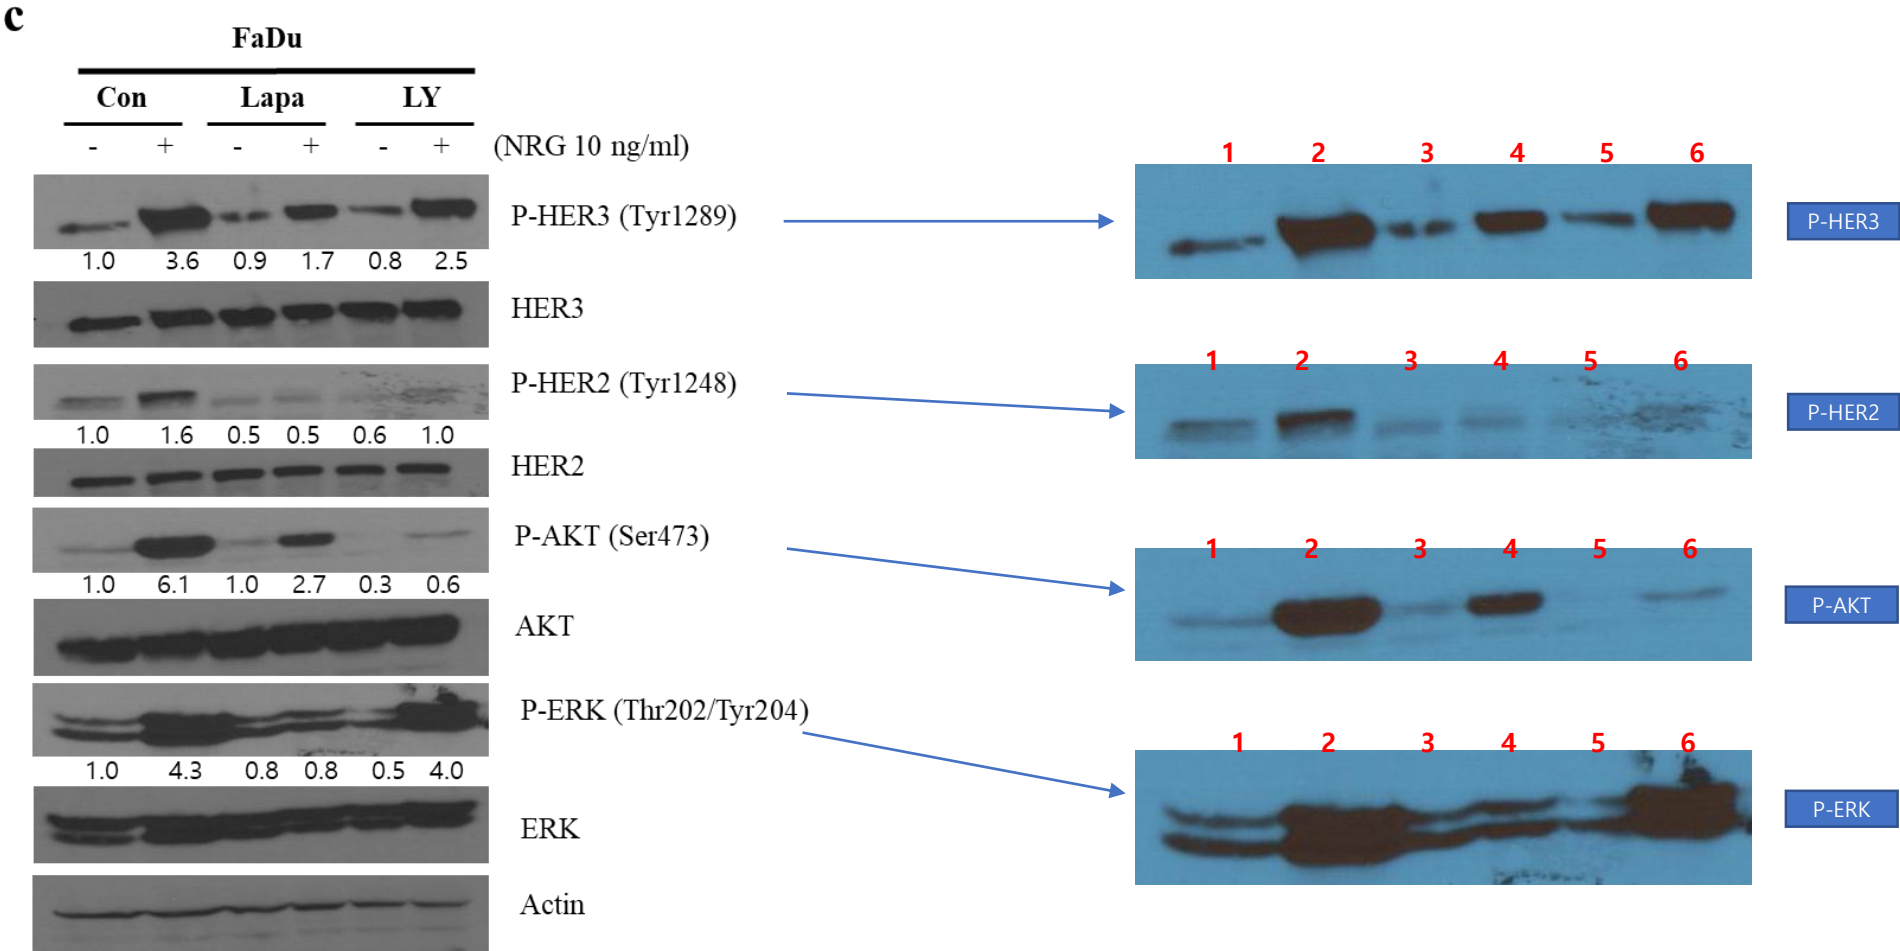 c
FaDu
Con Lapa LY
- + - + - + (NRG 10 ng/ml)
P-HER3 (Tyr1289)
1.0 3.6 0.9 1.7 0.8 2.5
HER3
P-HER2 (Tyr1248)
1.0 1.6 0.5 0.5 0.6 1.0
HER2
P-AKT (Ser473)
1.0 6.1 1.0 2.7 0.3 0.6
AKT
P-ERK (Thr202/Tyr204)
1.0 4.3 0.8 0.8 0.5 4.0
ERK
Actin
1 2 3 4 5 6
P-HER3
1 2 3 4 5 6
P-HER2
1 2 3 4 5 6
P-AKT
1 2 3 4 5 6
P-ERK